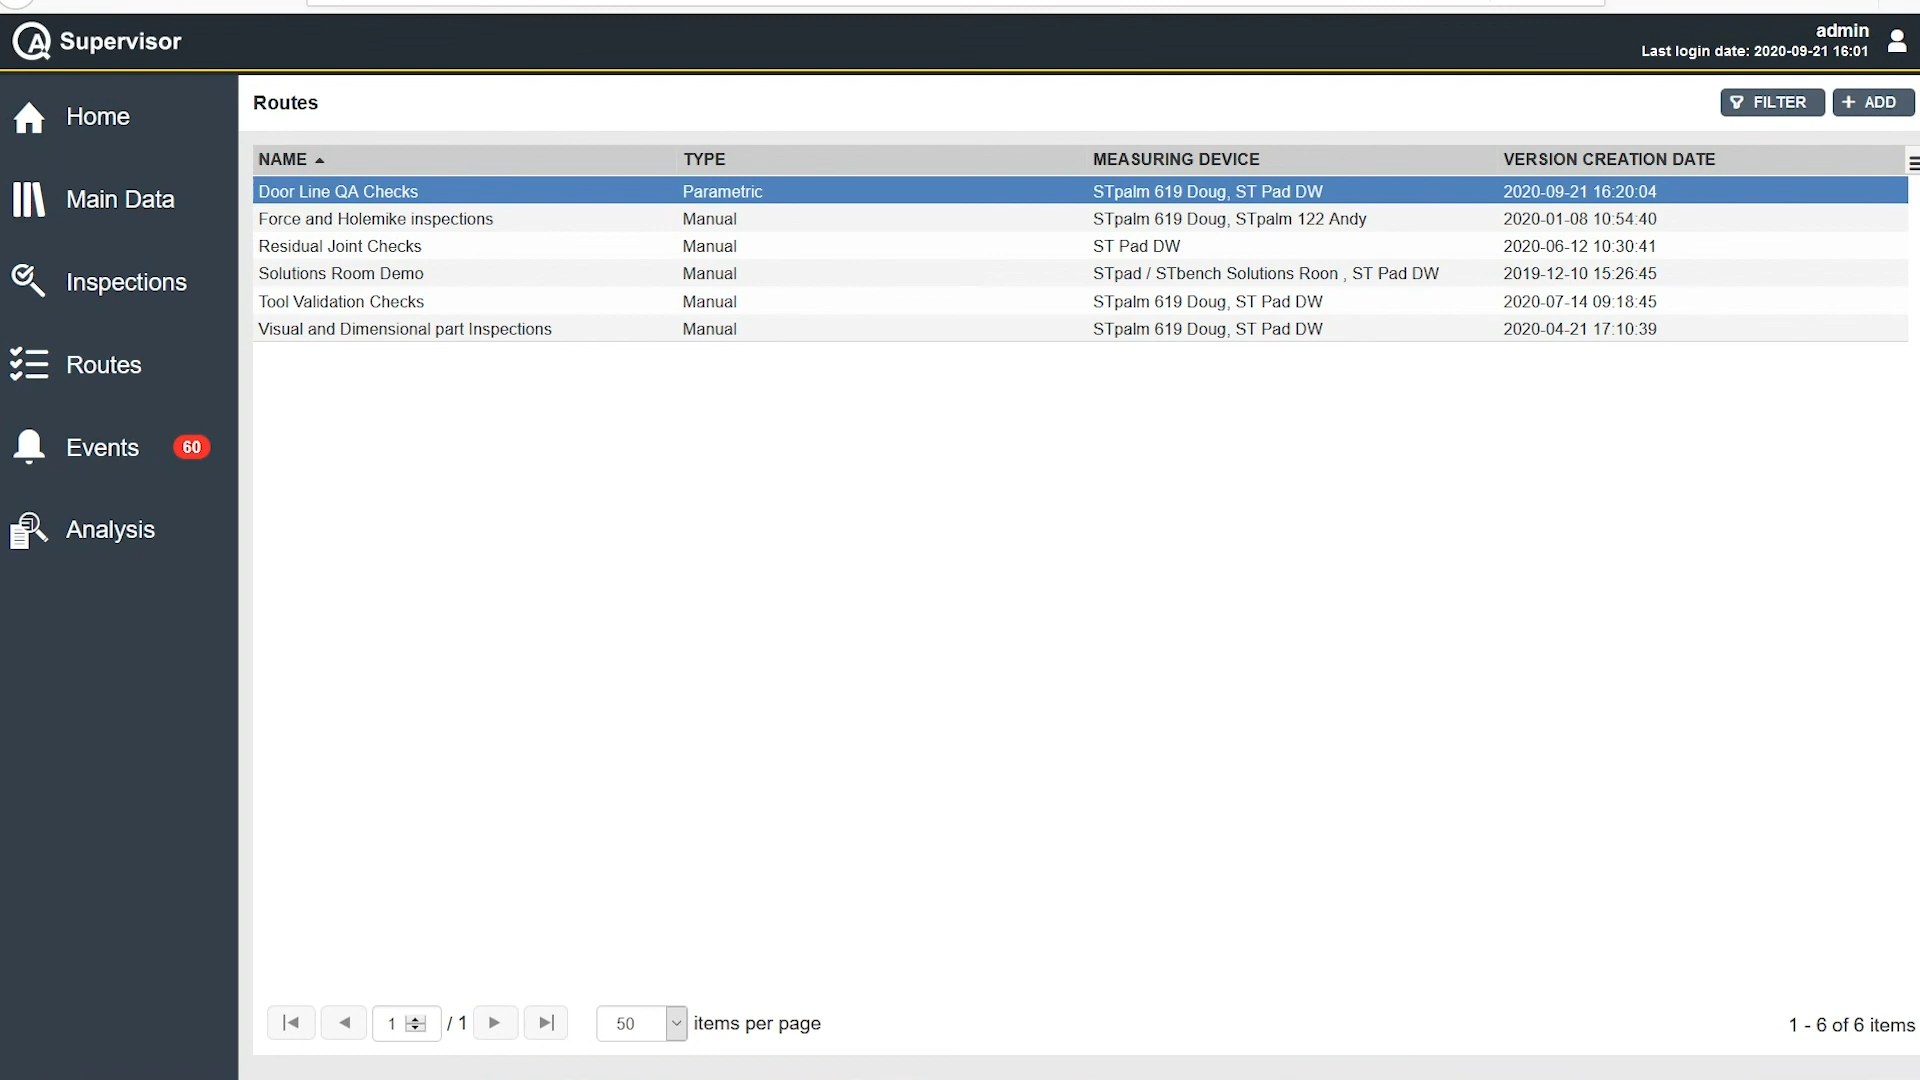 QA Supervisor
admin
Last login date: 2020-09-21 16:01
Home
Main Data
Inspections
Routes
Events 60
Analysis
Routes
FILTER
+ ADD
NAME TYPE MEASURING DEVICE VERSION CREATION DATE
Door Line QA Checks Parametric STpalm 619 Doug, ST Pad DW 2020-09-21 16:20:04
Force and Holemike inspections Manual STpalm 619 Doug, STpalm 122 Andy 2020-01-08 10:54:40
Residual Joint Checks Manual ST Pad DW 2020-06-12 10:30:41
Solutions Room Demo Manual STpad / STbench Solutions Roon , ST Pad DW 2019-12-10 15:26:45
Tool Validation Checks Manual STpalm 619 Doug, ST Pad DW 2020-07-14 09:18:45
Visual and Dimensional part Inspections Manual STpalm 619 Doug, ST Pad DW 2020-04-21 17:10:39
1 / 1 50 items per page 1 - 6 of 6 items